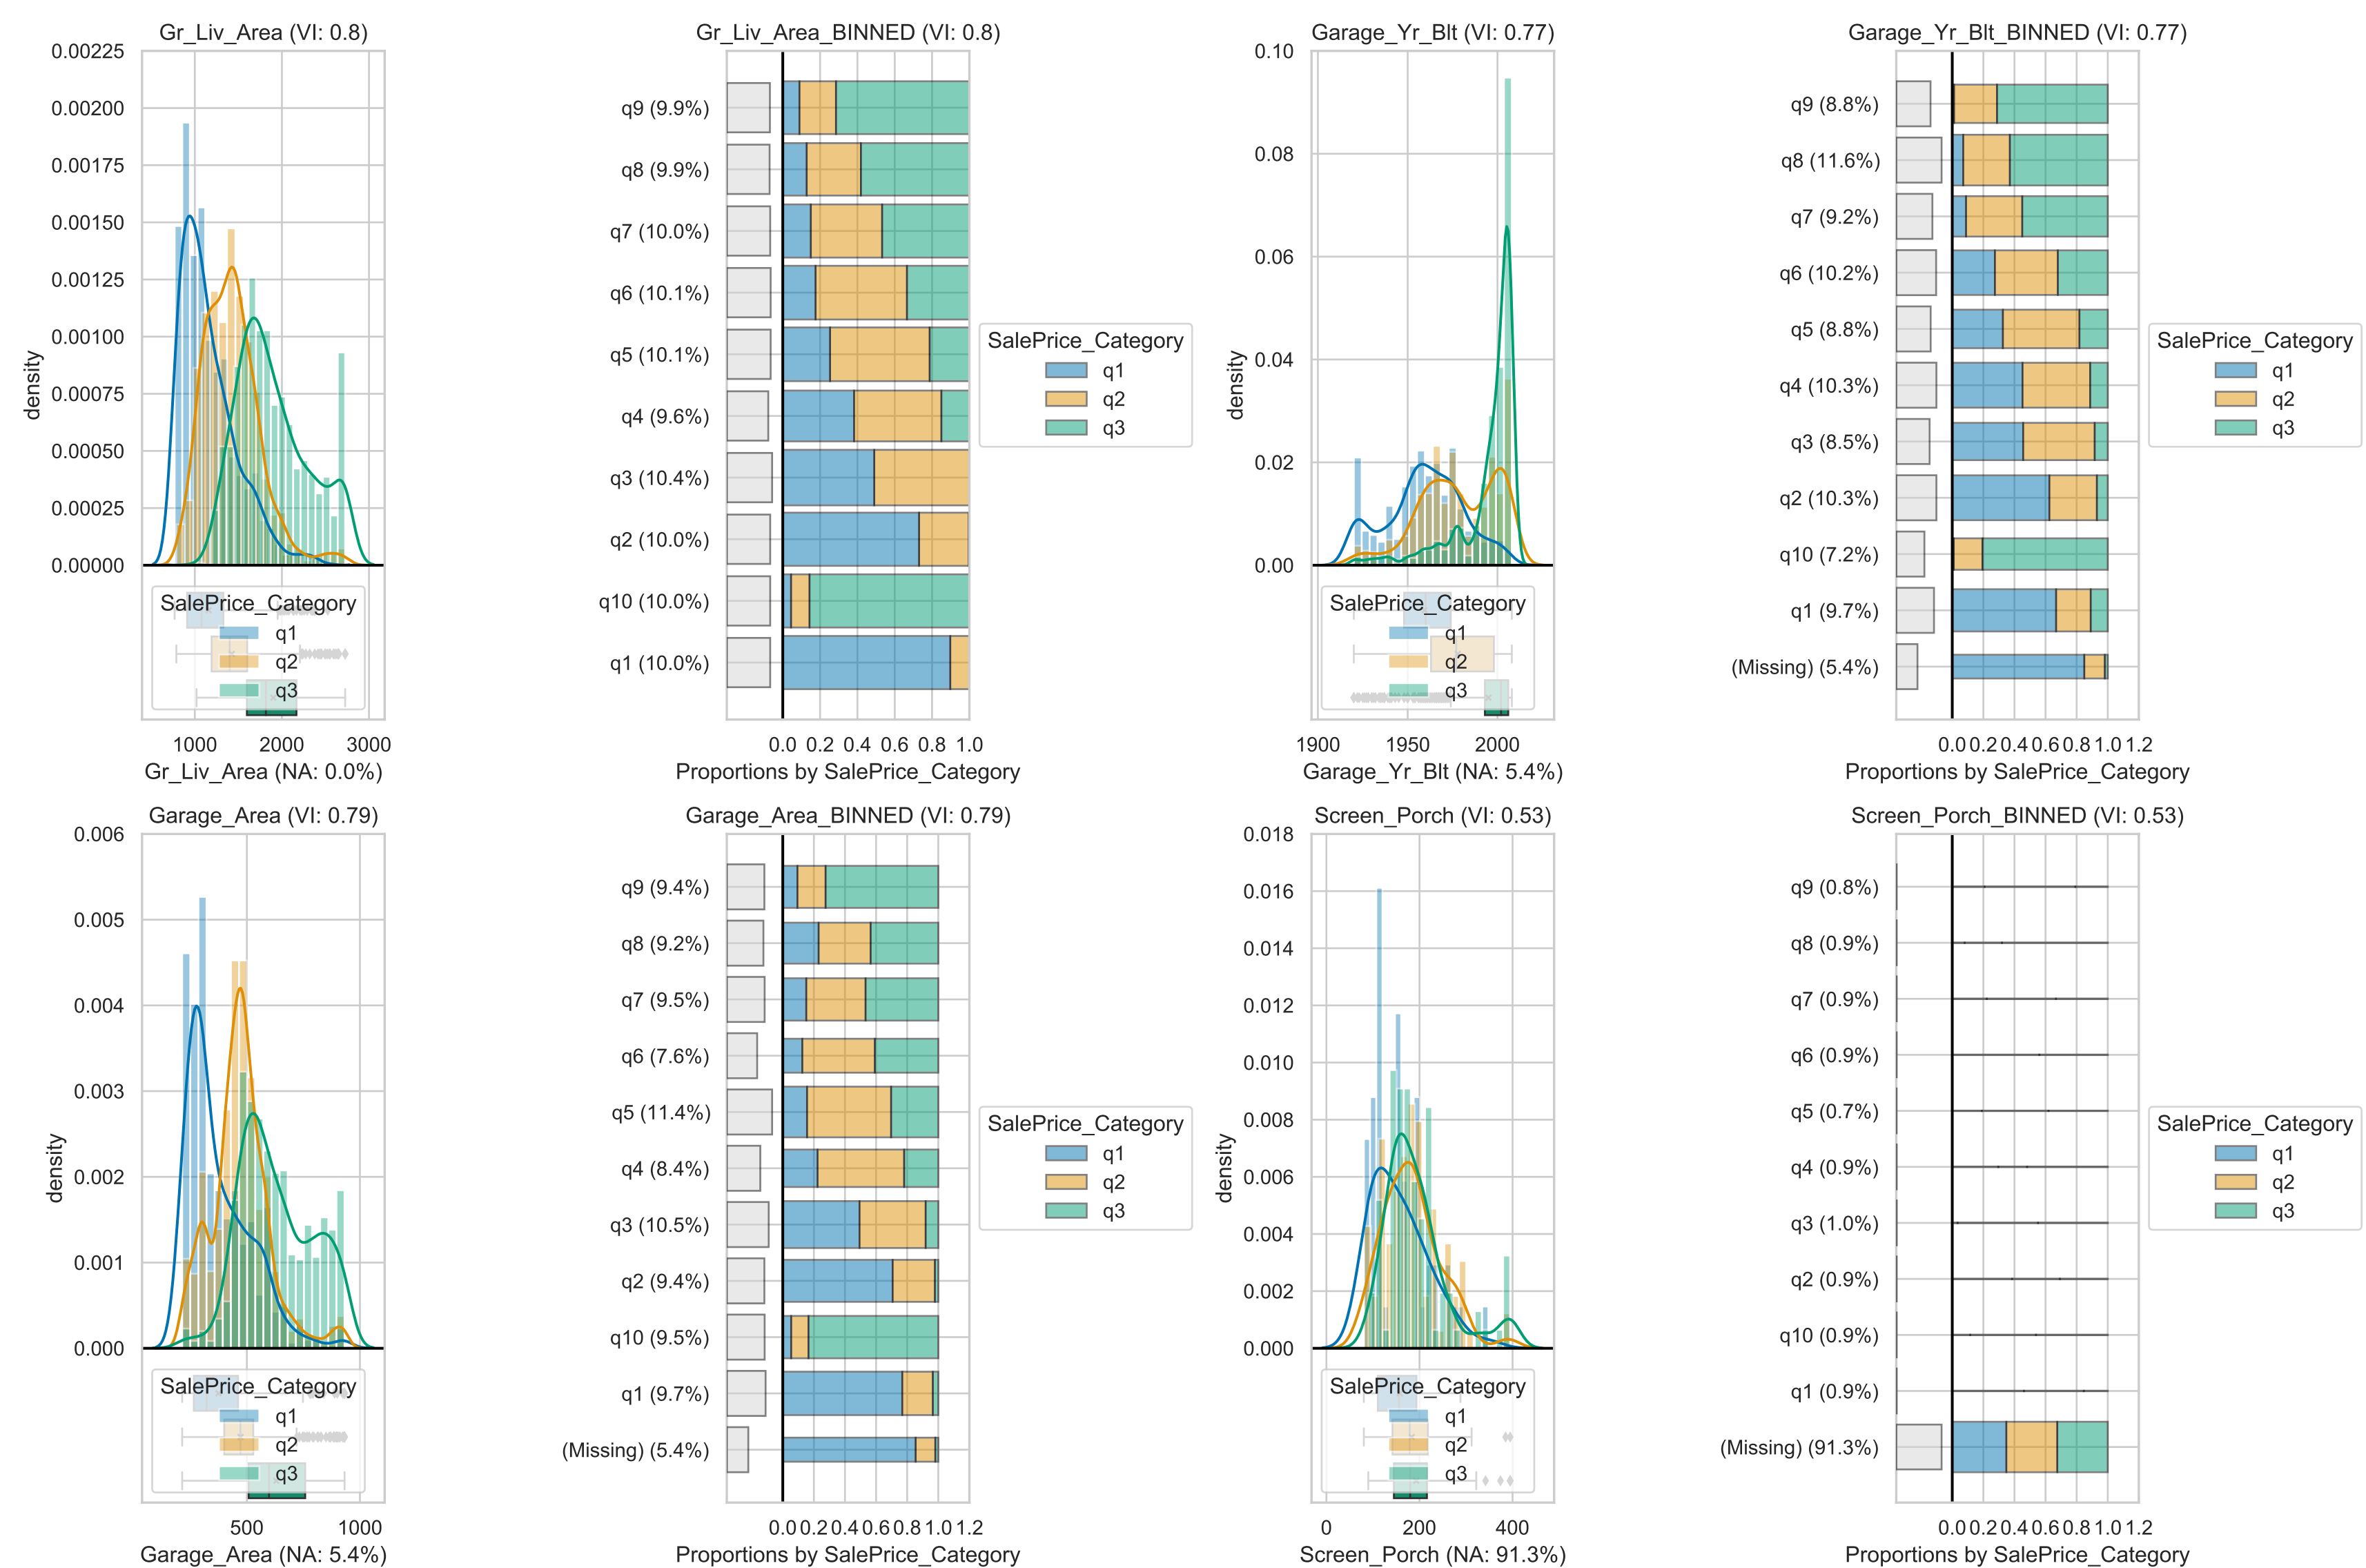 Gr_Liv_Area (VI: 0.8)
0.00225
0.00200
0.00175
0.00150
0.00125
0.00100
0.00075
0.00050
0.00025
0.00000
density
SalePrice_Category
q1
q2
q3
1000 2000 3000
Gr_Liv_Area (NA: 0.0%)
Gr_Liv_Area_BINNED (VI: 0.8)
q9 (9.9%)
q8 (9.9%)
q7 (10.0%)
q6 (10.1%)
q5 (10.1%)
q4 (9.6%)
q3 (10.4%)
q2 (10.0%)
q10 (10.0%)
q1 (10.0%)
0.0 0.2 0.4 0.6 0.8 1.0
Proportions by SalePrice_Category
SalePrice_Category
q1
q2
q3
Garage_Yr_Blt (VI: 0.77)
0.10
0.08
0.06
0.04
0.02
0.00
density
SalePrice_Category
q1
q2
q3
1900 1950 2000
Garage_Yr_Blt (NA: 5.4%)
Garage_Yr_Blt_BINNED (VI: 0.77)
q9 (8.8%)
q8 (11.6%)
q7 (9.2%)
q6 (10.2%)
q5 (8.8%)
q4 (10.3%)
q3 (8.5%)
q2 (10.3%)
q10 (7.2%)
q1 (9.7%)
(Missing) (5.4%)
0.0 0.2 0.4 0.6 0.8 1.0 1.2
Proportions by SalePrice_Category
SalePrice_Category
q1
q2
q3
Garage_Area (VI: 0.79)
0.006
0.005
0.004
0.003
0.002
0.001
0.000
density
SalePrice_Category
q1
q2
q3
500 1000
Garage_Area (NA: 5.4%)
Garage_Area_BINNED (VI: 0.79)
q9 (9.4%)
q8 (9.2%)
q7 (9.5%)
q6 (7.6%)
q5 (11.4%)
q4 (8.4%)
q3 (10.5%)
q2 (9.4%)
q10 (9.5%)
q1 (9.7%)
(Missing) (5.4%)
0.0 0.2 0.4 0.6 0.8 1.0 1.2
Proportions by SalePrice_Category
SalePrice_Category
q1
q2
q3
Screen_Porch (VI: 0.53)
0.018
0.016
0.014
0.012
0.010
0.008
0.006
0.004
0.002
0.000
density
SalePrice_Category
q1
q2
q3
0 200 400
Screen_Porch (NA: 91.3%)
Screen_Porch_BINNED (VI: 0.53)
q9 (0.8%)
q8 (0.9%)
q7 (0.9%)
q6 (0.9%)
q5 (0.7%)
q4 (0.9%)
q3 (1.0%)
q2 (0.9%)
q10 (0.9%)
q1 (0.9%)
(Missing) (91.3%)
0.0 0.2 0.4 0.6 0.8 1.0 1.2
Proportions by SalePrice_Category
SalePrice_Category
q1
q2
q3